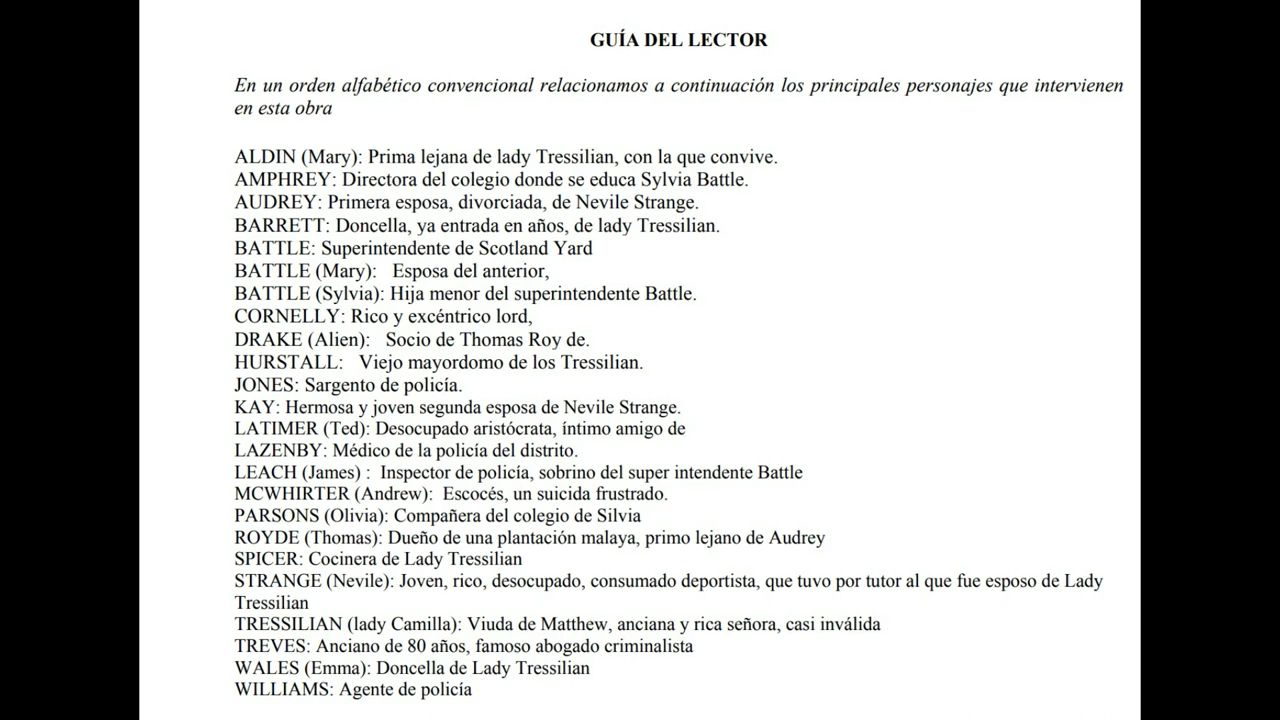 GUÍA DEL LECTOR
En un orden alfabético convencional relacionamos a continuación los principales personajes que intervienen
en esta obra
ALDIN (Mary): Prima lejana de lady Tressilian, con la que convive.
AMPHREY: Directora del colegio donde se educa Sylvia Battle.
AUDREY: Primera esposa, divorciada, de Nevile Strange.
BARRETT: Doncella, ya entrada en años, de lady Tressilian.
BATTLE: Superintendente de Scotland Yard
BATTLE (Mary): Esposa del anterior,
BATTLE (Sylvia): Hija menor del superintendente Battle.
CORNELLY: Rico y excéntrico lord,
DRAKE (Alien): Socio de Thomas Roy de.
HURSTALL: Viejo mayordomo de los Tressilian.
JONES: Sargento de policía.
KAY: Hermosa y joven segunda esposa de Nevile Strange.
LATIMER (Ted): Desocupado aristócrata, íntimo amigo de
LAZENBY: Médico de la policía del distrito.
LEACH (James) : Inspector de policía, sobrino del super intendente Battle
MCWHIRTER (Andrew): Escocés, un suicida frustrado.
PARSONS (Olivia): Compañera del colegio de Silvia
ROYDE (Thomas): Dueño de una plantación malaya, primo lejano de Audrey
SPICER: Cocinera de Lady Tressilian
STRANGE (Nevile): Joven, rico, desocupado, consumado deportista, que tuvo por tutor al que fue esposo de Lady
Tressilian
TRESSILIAN (lady Camilla): Viuda de Matthew, anciana y rica señora, casi inválida
TREVES: Anciano de 80 años, famoso abogado criminalista
WALES (Emma): Doncella de Lady Tressilian
WILLIAMS: Agente de policía